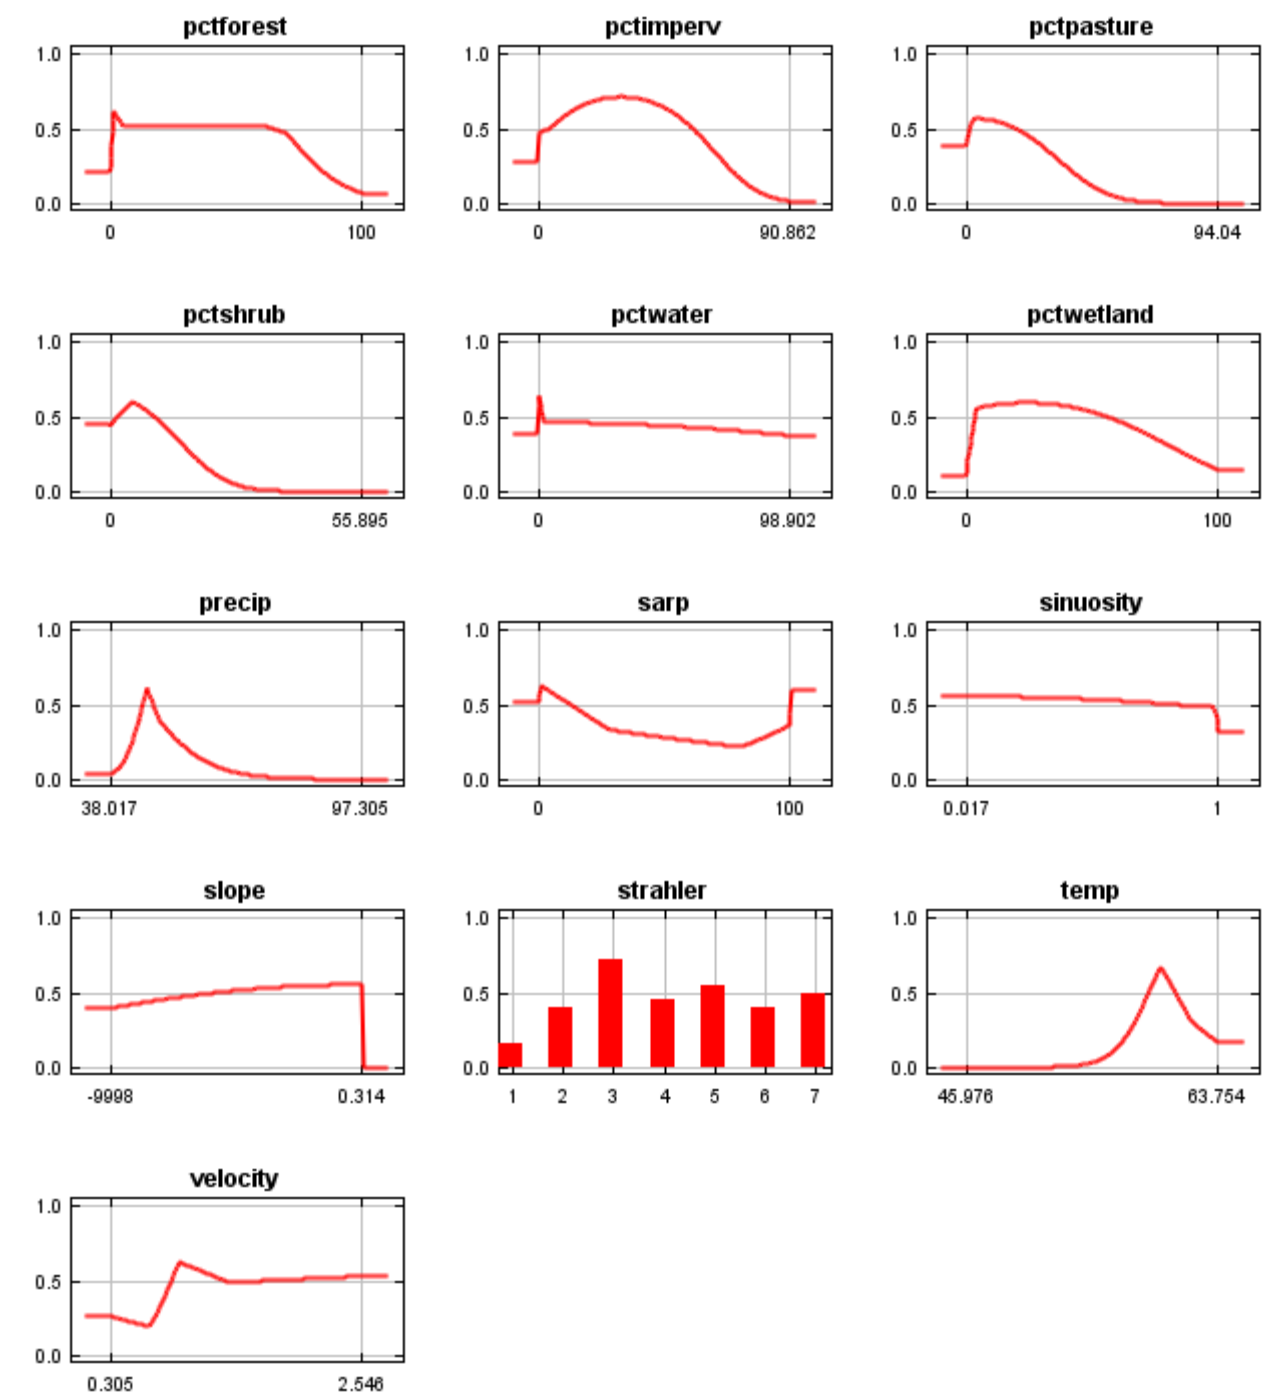 pctforest pctimperv pctpasture
1.0 1.0 1.0
0.5 0.5 0.5
0.0 0.0 0.0
0 100 0 90.862 0 94.04
pctshrub pctwater pctwetland
1.0 1.0 1.0
0.5 0.5 0.5
0.0 0.0 0.0
0 55.895 0 98.902 0 100
precip sarp sinuosity
1.0 1.0 1.0
0.5 0.5 0.5
0.0 0.0 0.0
38.017 97.305 0 100 0.017 1
slope strahler temp
1.0 1.0 1.0
0.5 0.5 0.5
0.0 0.0 0.0
-9998 0.314 1 2 3 4 5 6 7 45.976 63.754
velocity
1.0
0.5
0.0
0.305 2.546